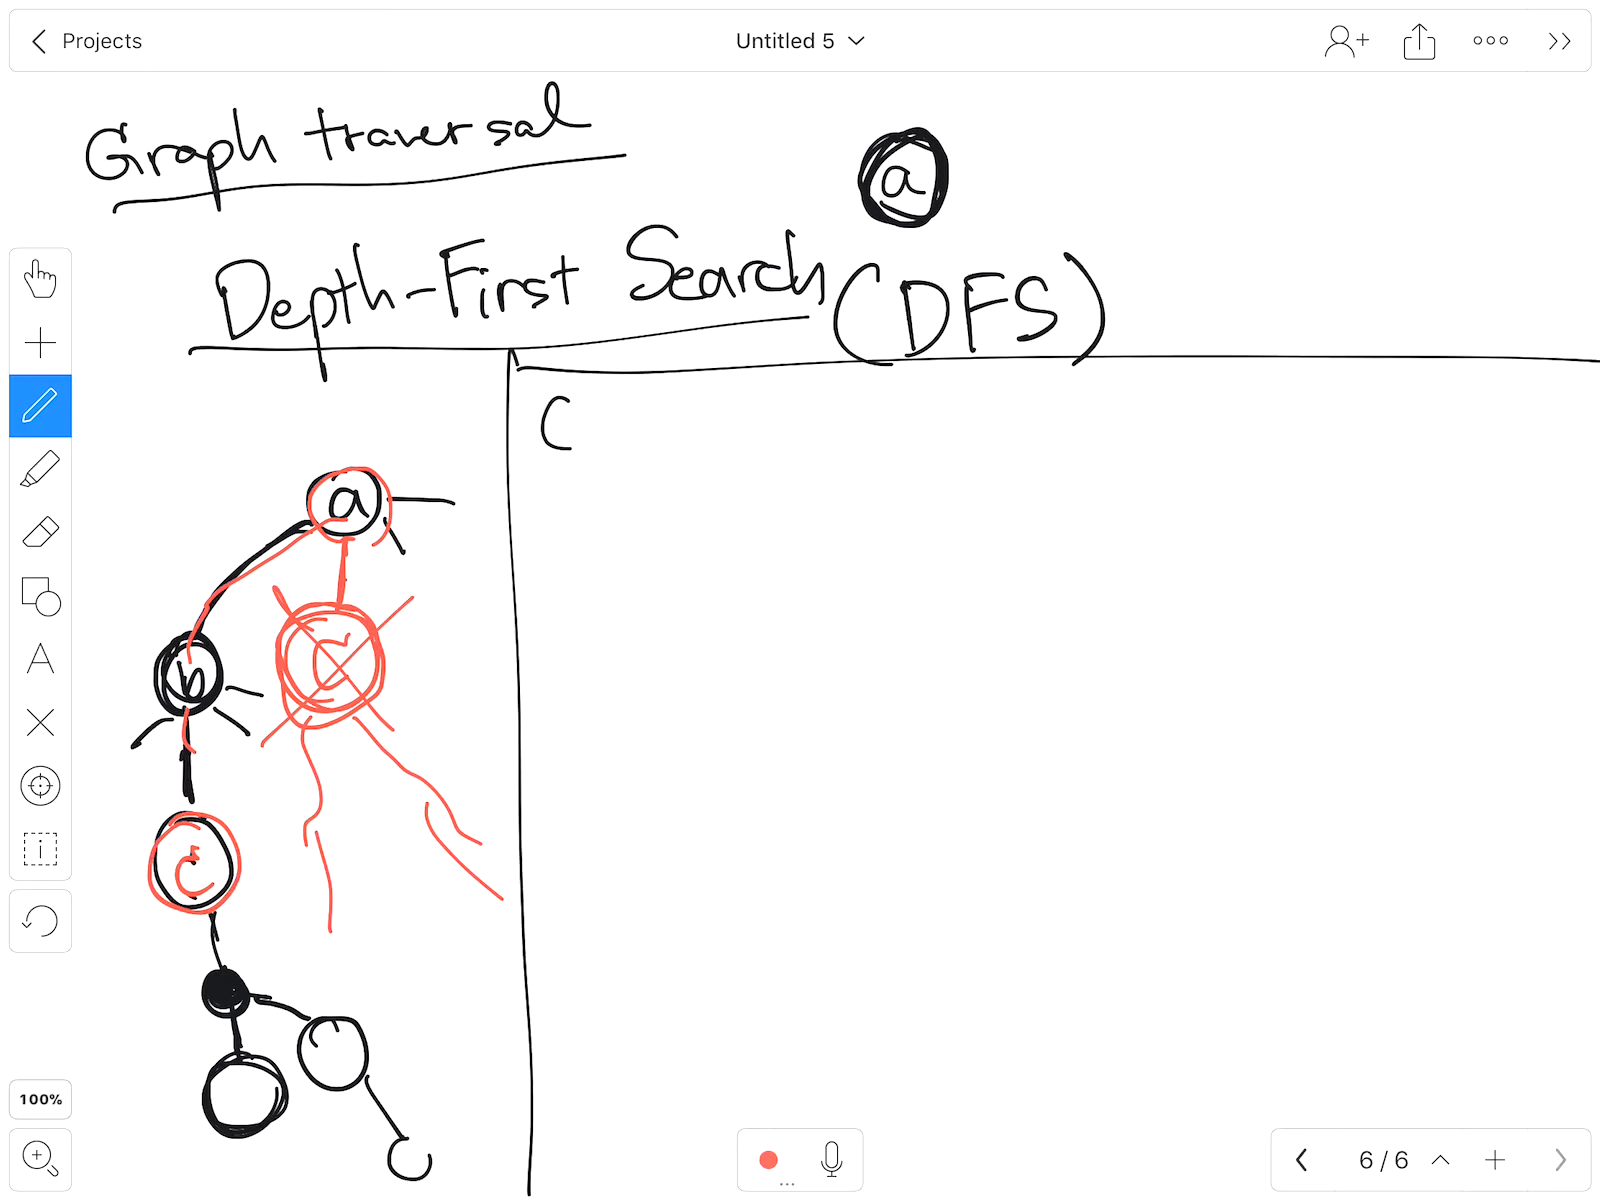 Projects
Untitled 5
Graph traversal
a
Depth-First Search (DFS)
C
a
b
C
C
100%
6 / 6